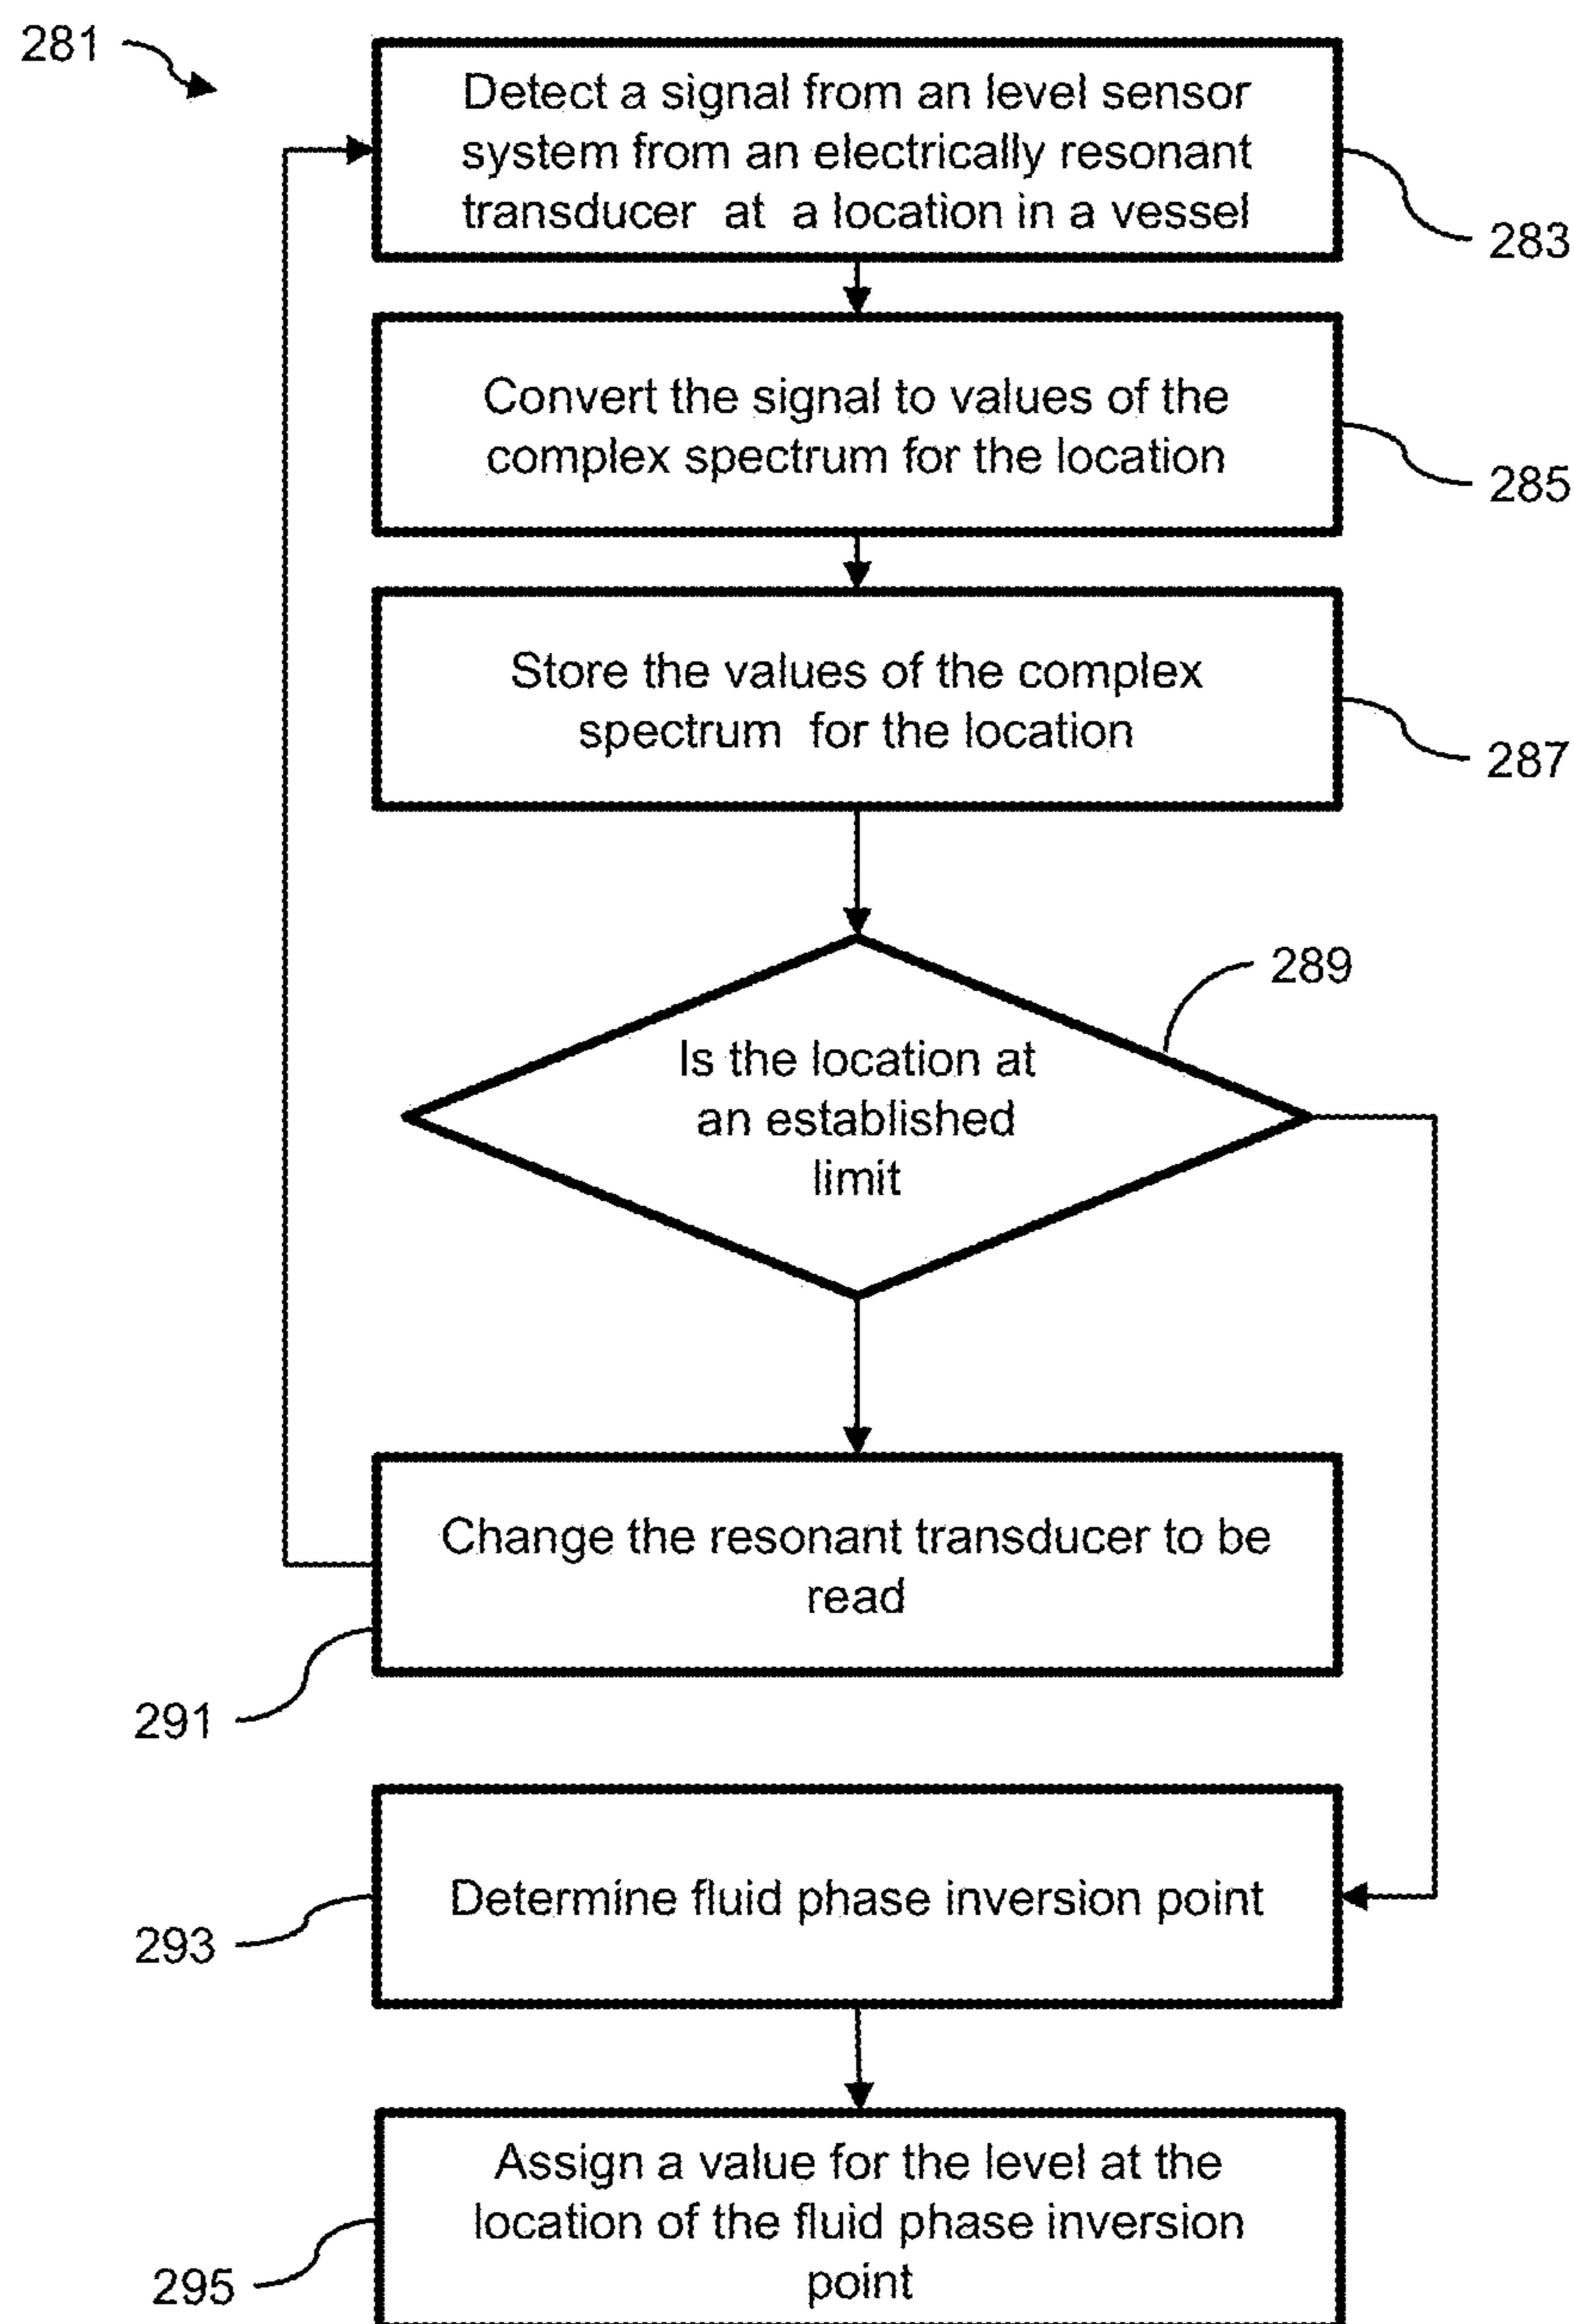 281
Detect a signal from an level sensor
system from an electrically resonant
transducer at a location in a vessel
283
Convert the signal to values of the
complex spectrum for the location
285
Store the values of the complex
spectrum for the location
287
289
Is the location at
an established
limit
Change the resonant transducer to be
read
291
Determine fluid phase inversion point
293
Assign a value for the level at the
location of the fluid phase inversion
point
295